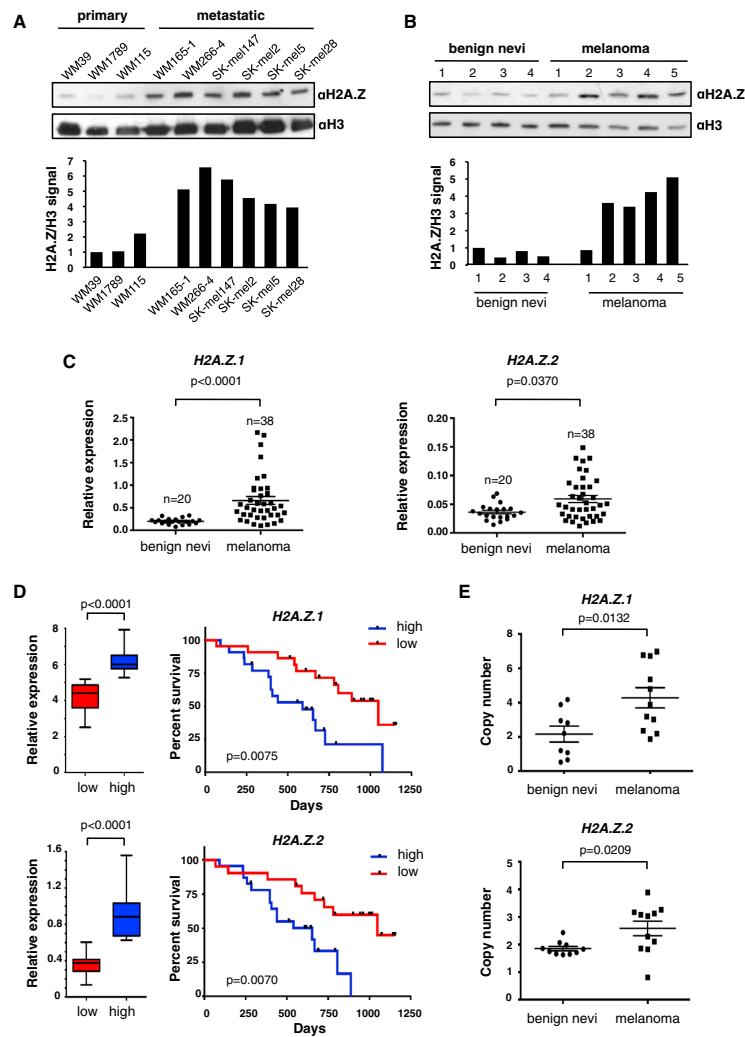 A
primary metastatic
WM39 WM1789 WM115 WM165-1 WM266-4 SK-mel147 SK-mel2 SK-mel5 SK-mel28
αH2A.Z
αH3
H2A.Z/H3 signal
7
6
5
4
3
2
1
0
WM39 WM1789 WM115 WM165-1 WM266-4 SK-mel147 SK-mel2 SK-mel5 SK-mel28
B
benign nevi melanoma
1 2 3 4 1 2 3 4 5
αH2A.Z
αH3
H2A.Z/H3 signal
6
5
4
3
2
1
0
1 2 3 4 1 2 3 4 5
benign nevi melanoma
C
H2A.Z.1
p<0.0001
Relative expression
2.5
2.0
1.5
1.0
0.5
0.0
n=20
n=38
benign nevi melanoma
H2A.Z.2
p=0.0370
Relative expression
0.20
0.15
0.10
0.05
0.00
n=20
n=38
benign nevi melanoma
D
p<0.0001
Relative expression
8
6
4
2
0
low high
H2A.Z.1
high
low
Percent survival
100
75
50
25
0
p=0.0075
0 250 500 750 1000 1250
Days
p<0.0001
Relative expression
1.6
1.2
0.8
0.4
0
low high
H2A.Z.2
high
low
Percent survival
100
75
50
25
0
p=0.0070
0 250 500 750 1000 1250
Days
E
H2A.Z.1
p=0.0132
Copy number
8
6
4
2
0
benign nevi melanoma
H2A.Z.2
p=0.0209
Copy number
5
4
3
2
1
0
benign nevi melanoma